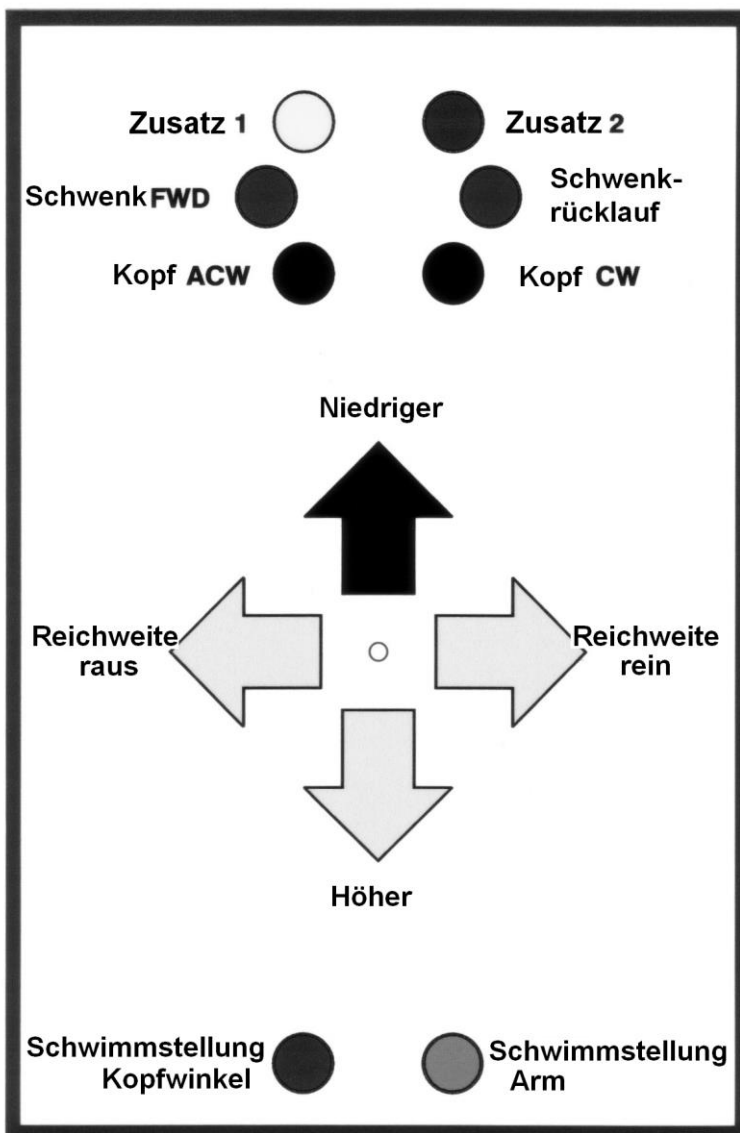 Zusatz 1
Zusatz 2
Schwenk FWD
Schwenk-
rücklauf
Kopf ACW
Kopf CW
Niedriger
Reichweite
raus
Reichweite
rein
Höher
Schwimmstellung
Kopfwinkel
Schwimmstellung
Arm